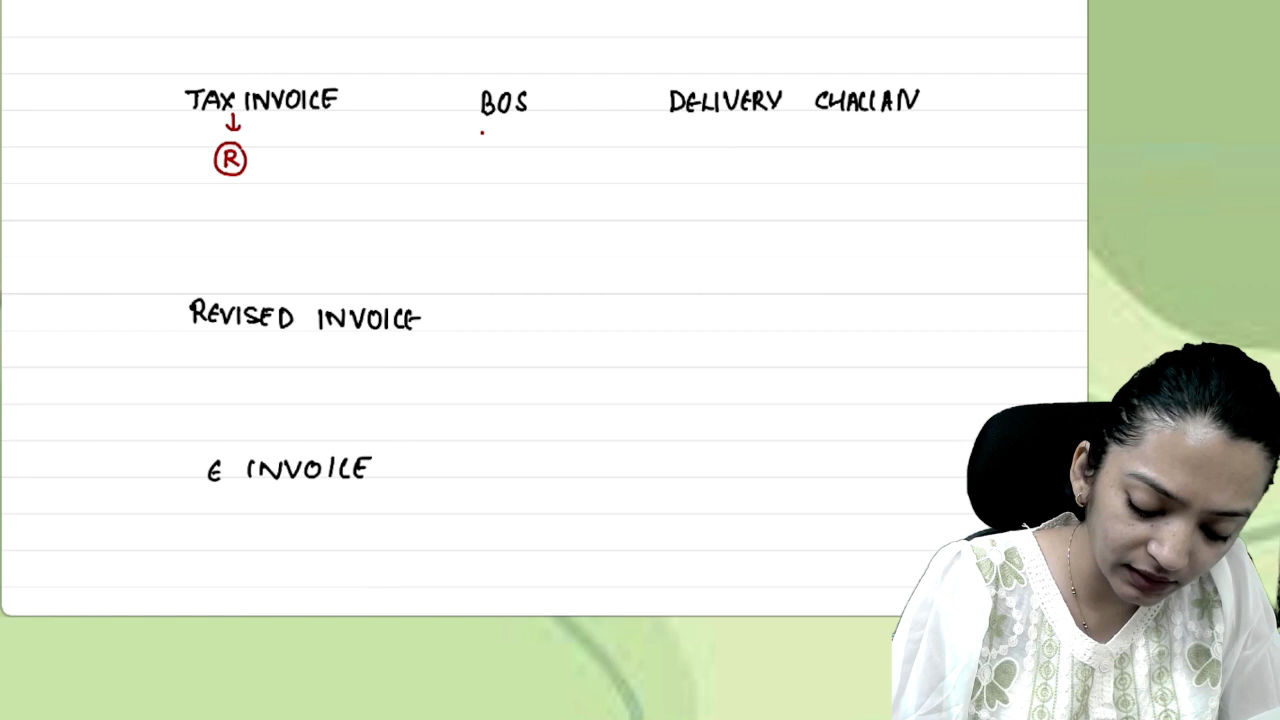 TAX INVOICE BOS DELIVERY CHALLAN
↓
R
REVISED INVOICE
E INVOICE